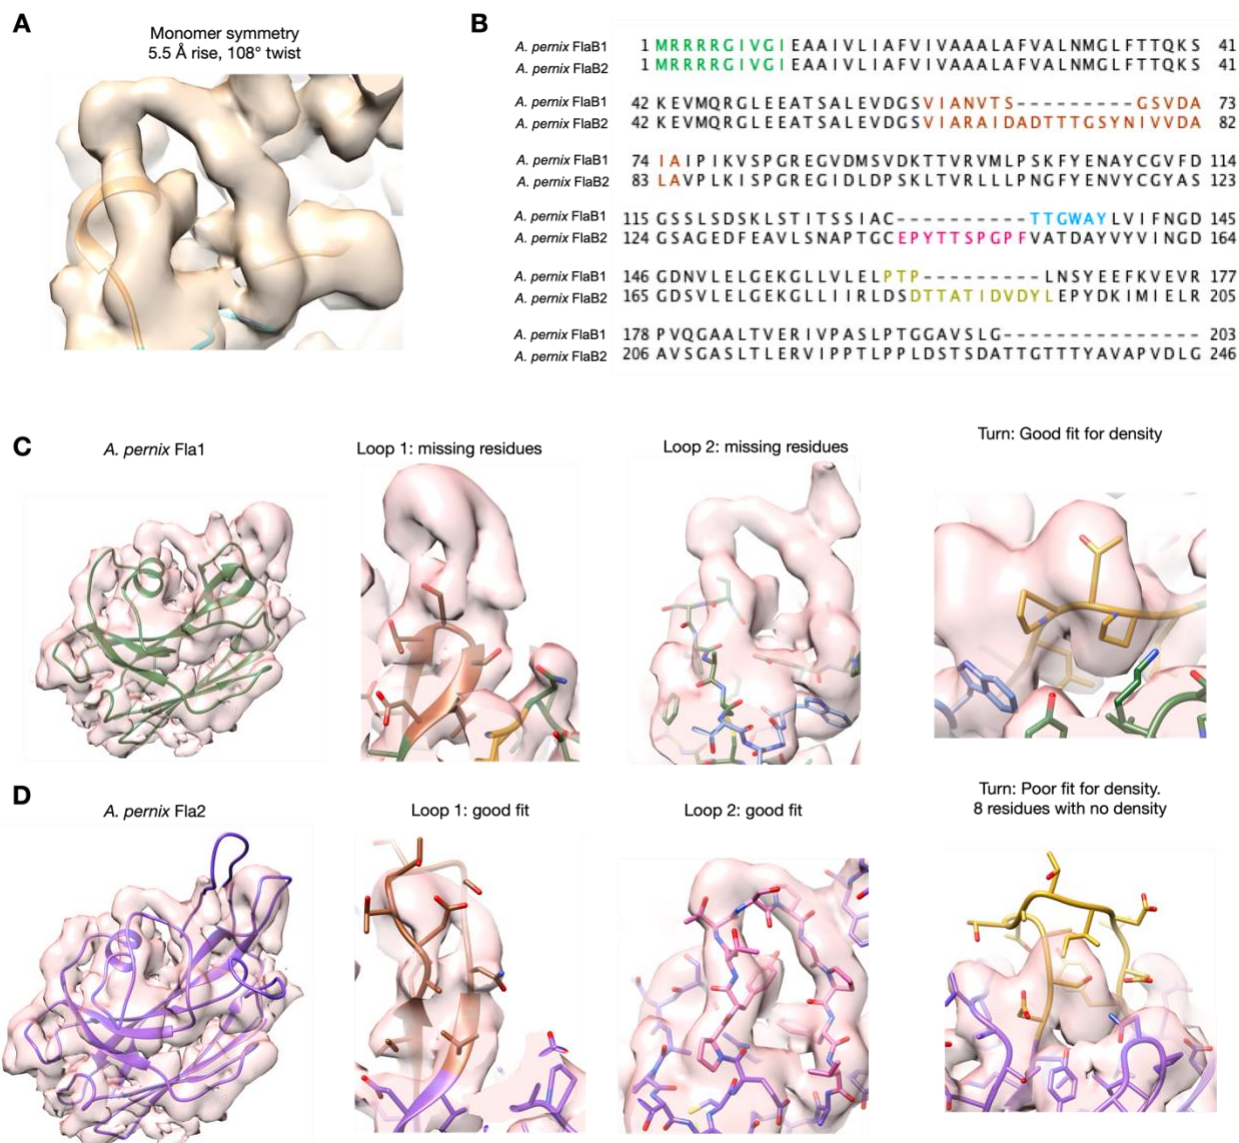 A
Monomer symmetry
5.5 Å rise, 108° twist
B
A. pernix FlaB1 1 MRRRRGIVGIEAAIVLIAFVIVAAALAFVALNMGLFTTQKS 41
A. pernix FlaB2 1 MRRRRGIVGIEAAIVLIAFVIVAAALAFVALNMGLFTTQKS 41
A. pernix FlaB1 42 KEVMQRGLEEATSALEVDGSVIANVTS---------GSVDA 73
A. pernix FlaB2 42 KEVMQRGLEEATSALEVDGSVIARAIDADTTTGSYNIVVDA 82
A. pernix FlaB1 74 IAIPIKVSPGREGVDMSVDKTTVRVMLPSKFYENAYCGVFD 114
A. pernix FlaB2 83 LAVPLKISPGREGIDLDPSKLTVRLLLPNGFYENVYCGYAS 123
A. pernix FlaB1 115 GSSLSDSKLSTITSSIAC----------TTGWAYLVIFNGD 145
A. pernix FlaB2 124 GSAGEDFEAVLSNAPTGCEPYTTSPGPFVATDAYVYVINGD 164
A. pernix FlaB1 146 GDNVLELGEKGLLVLELPTP---------LNSYEEFKVEVR 177
A. pernix FlaB2 165 GDSVLELGEKGLLIIRLDSDTTATIDVDYLEPYDKIMIELR 205
A. pernix FlaB1 178 PVQGAALTVERIVPASLPTGGAVSLG--------------- 203
A. pernix FlaB2 206 AVSGASLTLERVIPPTLPPLDSTSDATTGTTTYAVAPVDLG 246
C
A. pernix Fla1
Loop 1: missing residues
Loop 2: missing residues
Turn: Good fit for density
D
A. pernix Fla2
Loop 1: good fit
Loop 2: good fit
Turn: Poor fit for density.
8 residues with no density